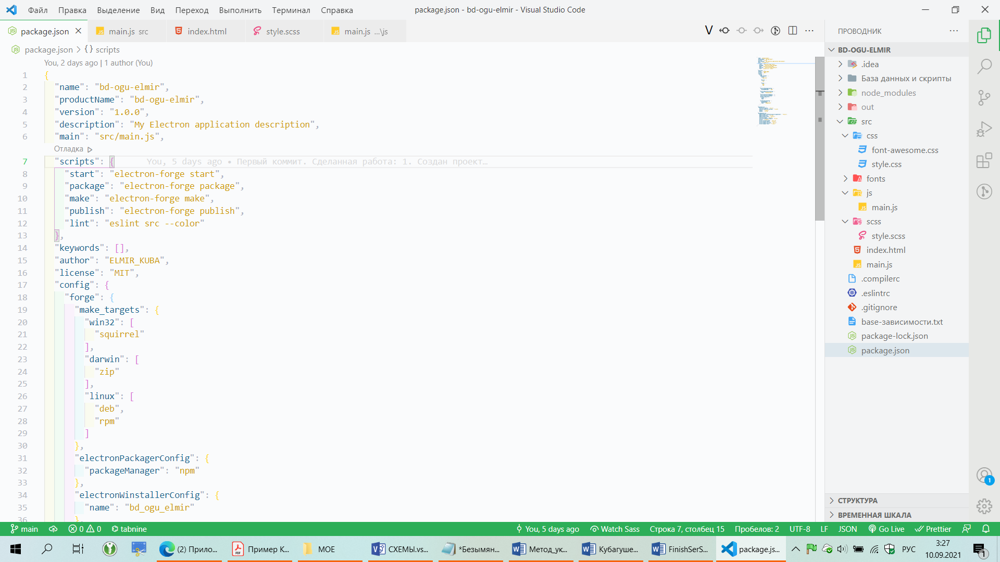 Файл Правка Выделение Вид Переход Выполнить Терминал Справка
package.json - bd-ogu-elmir - Visual Studio Code
package.json
main.js src
index.html
style.scss
main.js ...\js
package.json > {} scripts
You, 2 days ago | 1 author (You)
1 {
2 "name": "bd-ogu-elmir",
3 "productName": "bd-ogu-elmir",
4 "version": "1.0.0",
5 "description": "My Electron application description",
6 "main": "src/main.js",
Отладка
7 "scripts": { You, 5 days ago • Первый коммит. Сделанная работа: 1. Создан проект…
8 "start": "electron-forge start",
9 "package": "electron-forge package",
10 "make": "electron-forge make",
11 "publish": "electron-forge publish",
12 "lint": "eslint src --color"
13 },
14 "keywords": [],
15 "author": "ELMIR_KUBA",
16 "license": "MIT",
17 "config": {
18 "forge": {
19 "make_targets": {
20 "win32": [
21 "squirrel"
22 ],
23 "darwin": [
24 "zip"
25 ],
26 "linux": [
27 "deb",
28 "rpm"
29 ]
30 },
31 "electronPackagerConfig": {
32 "packageManager": "npm"
33 },
34 "electronWinstallerConfig": {
35 "name": "bd_ogu_elmir"
36 },
ПРОВОДНИК
BD-OGU-ELMIR
.idea
База данных и скрипты
node_modules
out
src
css
font-awesome.css
style.css
fonts
js
main.js
scss
style.scss
index.html
main.js
.compilerc
.eslintrc
.gitignore
base-зависимости.txt
package-lock.json
package.json
СТРУКТУРА
ВРЕМЕННАЯ ШКАЛА
1
main 0 0 tabnine
You, 5 days ago Watch Sass Строка 7, столбец 15 Пробелов: 2 UTF-8 LF JSON Go Live Prettier
(2) Прило...
Пример К...
МОЕ
СХЕМЫ.vs...
*Безымян...
Метод_ук...
Кубагуше...
FinishSerS...
package.js...
РУС
3:27
10.09.2021
1